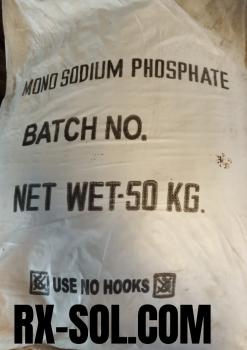 MONO SODIUM PHOSPHATE
BATCH NO.
NET WET-50 KG.
USE NO HOOKS
RX-SOL.COM